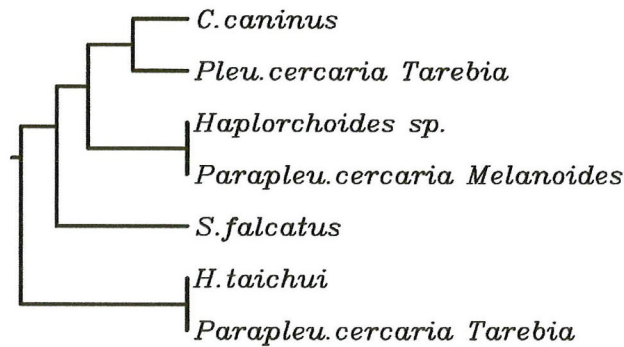 C.caninus
Pleu.cercaria Tarebia
Haplorchoides sp.
Parapleu.cercaria Melanoides
S.falcatus
H.taichui
Parapleu.cercaria Tarebia